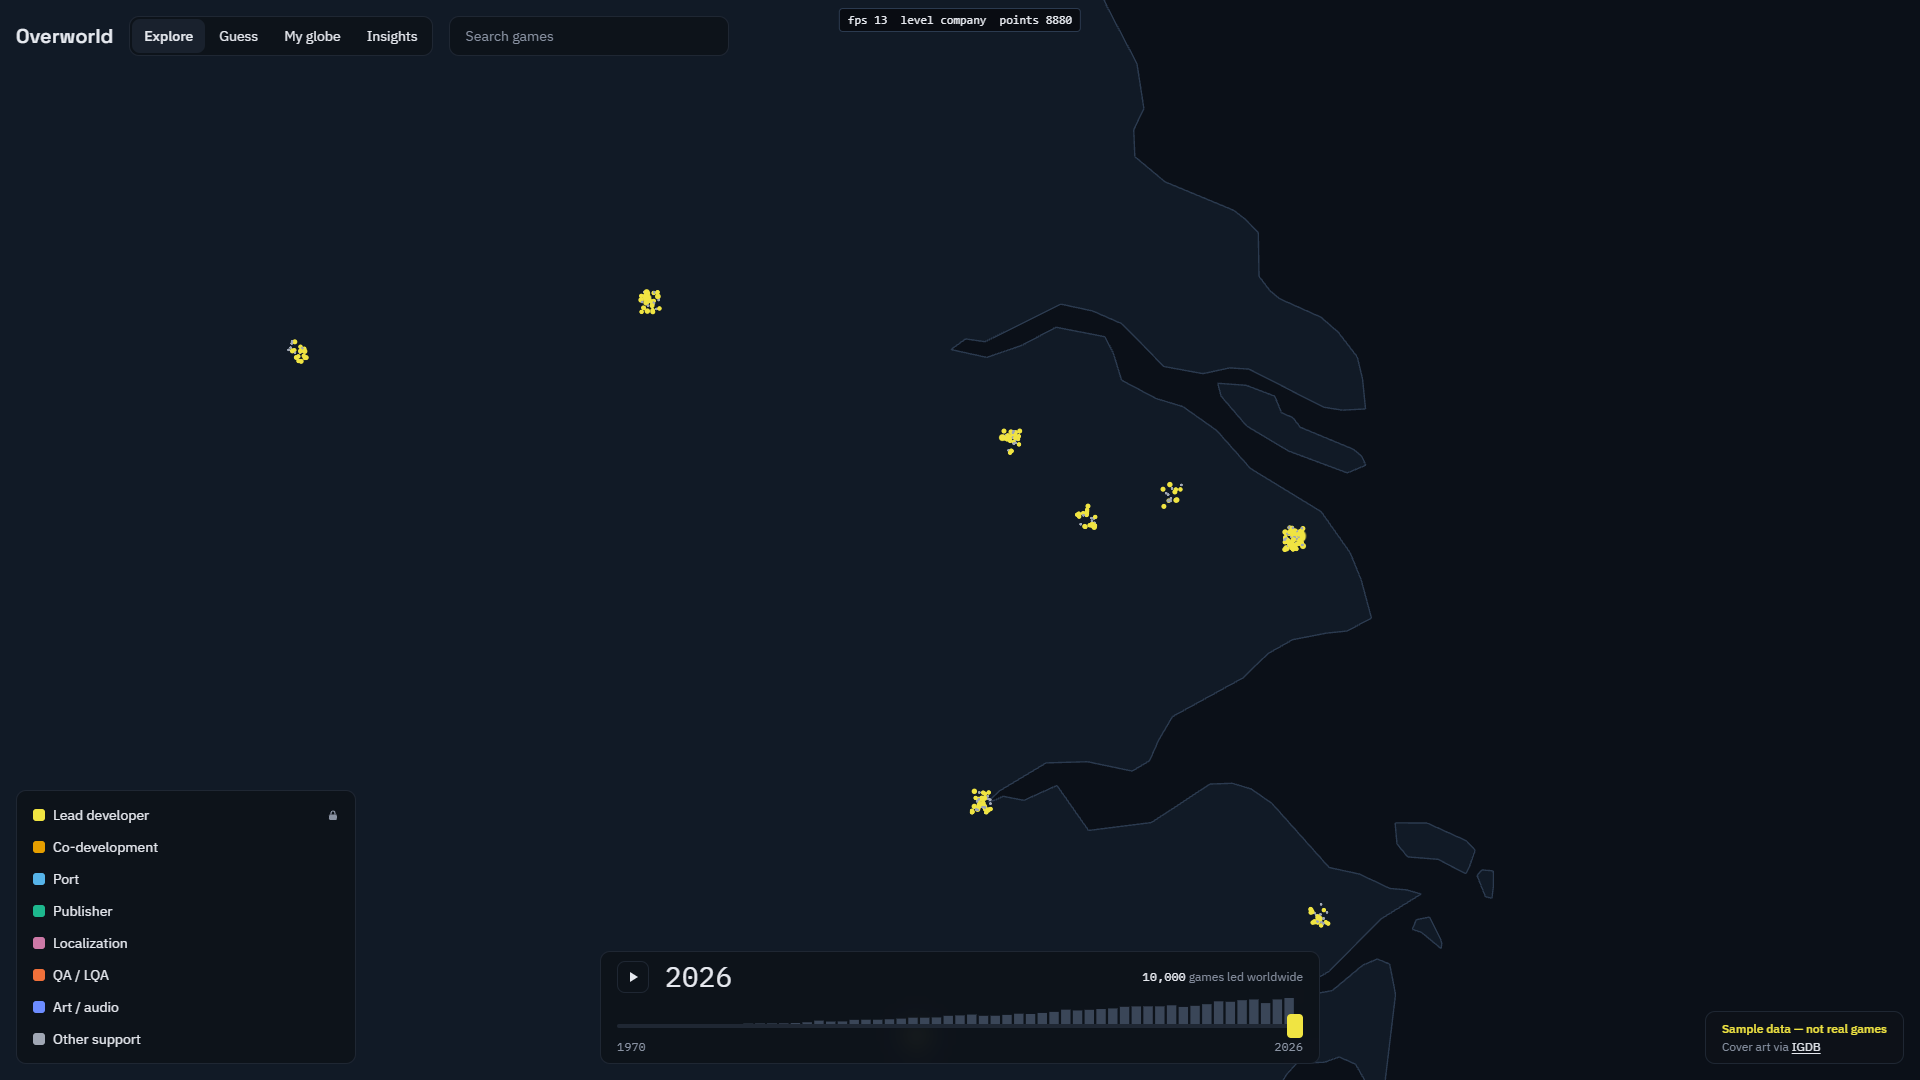 Overworld
Explore Guess My globe Insights
Search games
fps 13 level company points 8880
Lead developer
Co-development
Port
Publisher
Localization
QA / LQA
Art / audio
Other support
2026
10,000 games led worldwide
1970
2026
Sample data — not real games
Cover art via IGDB